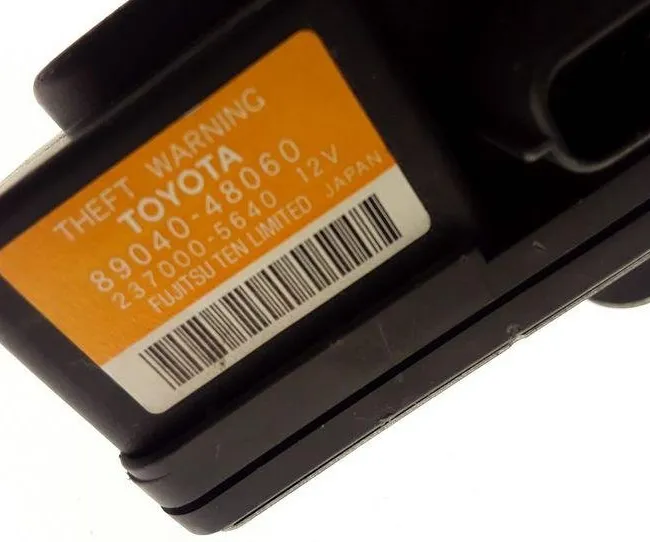 THEFT WARNING
TOYOTA
89040-48060
237000-5640 12V
FUJITSU TEN LIMITED JAPAN